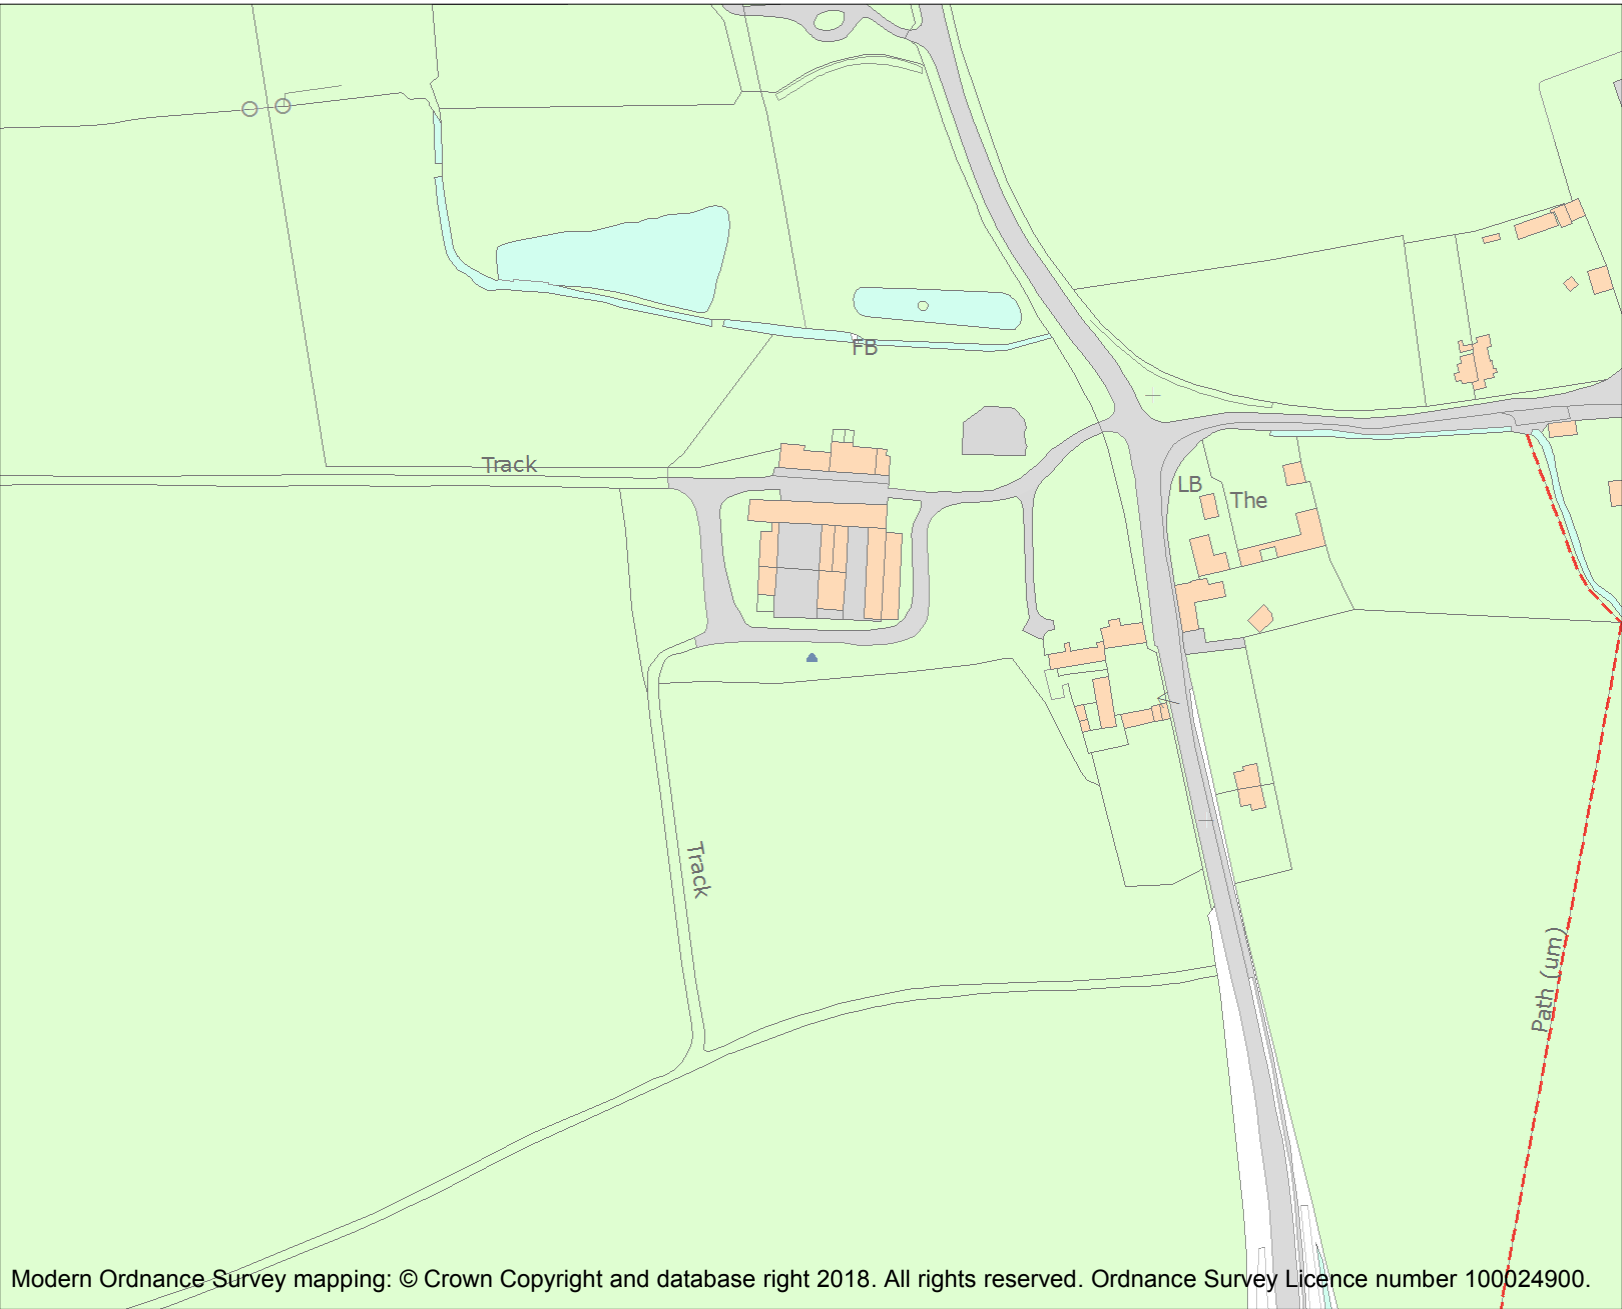 FB
Track
LB
The
Track
Path (um)
Modern Ordnance Survey mapping: © Crown Copyright and database right 2018. All rights reserved. Ordnance Survey Licence number 100024900.